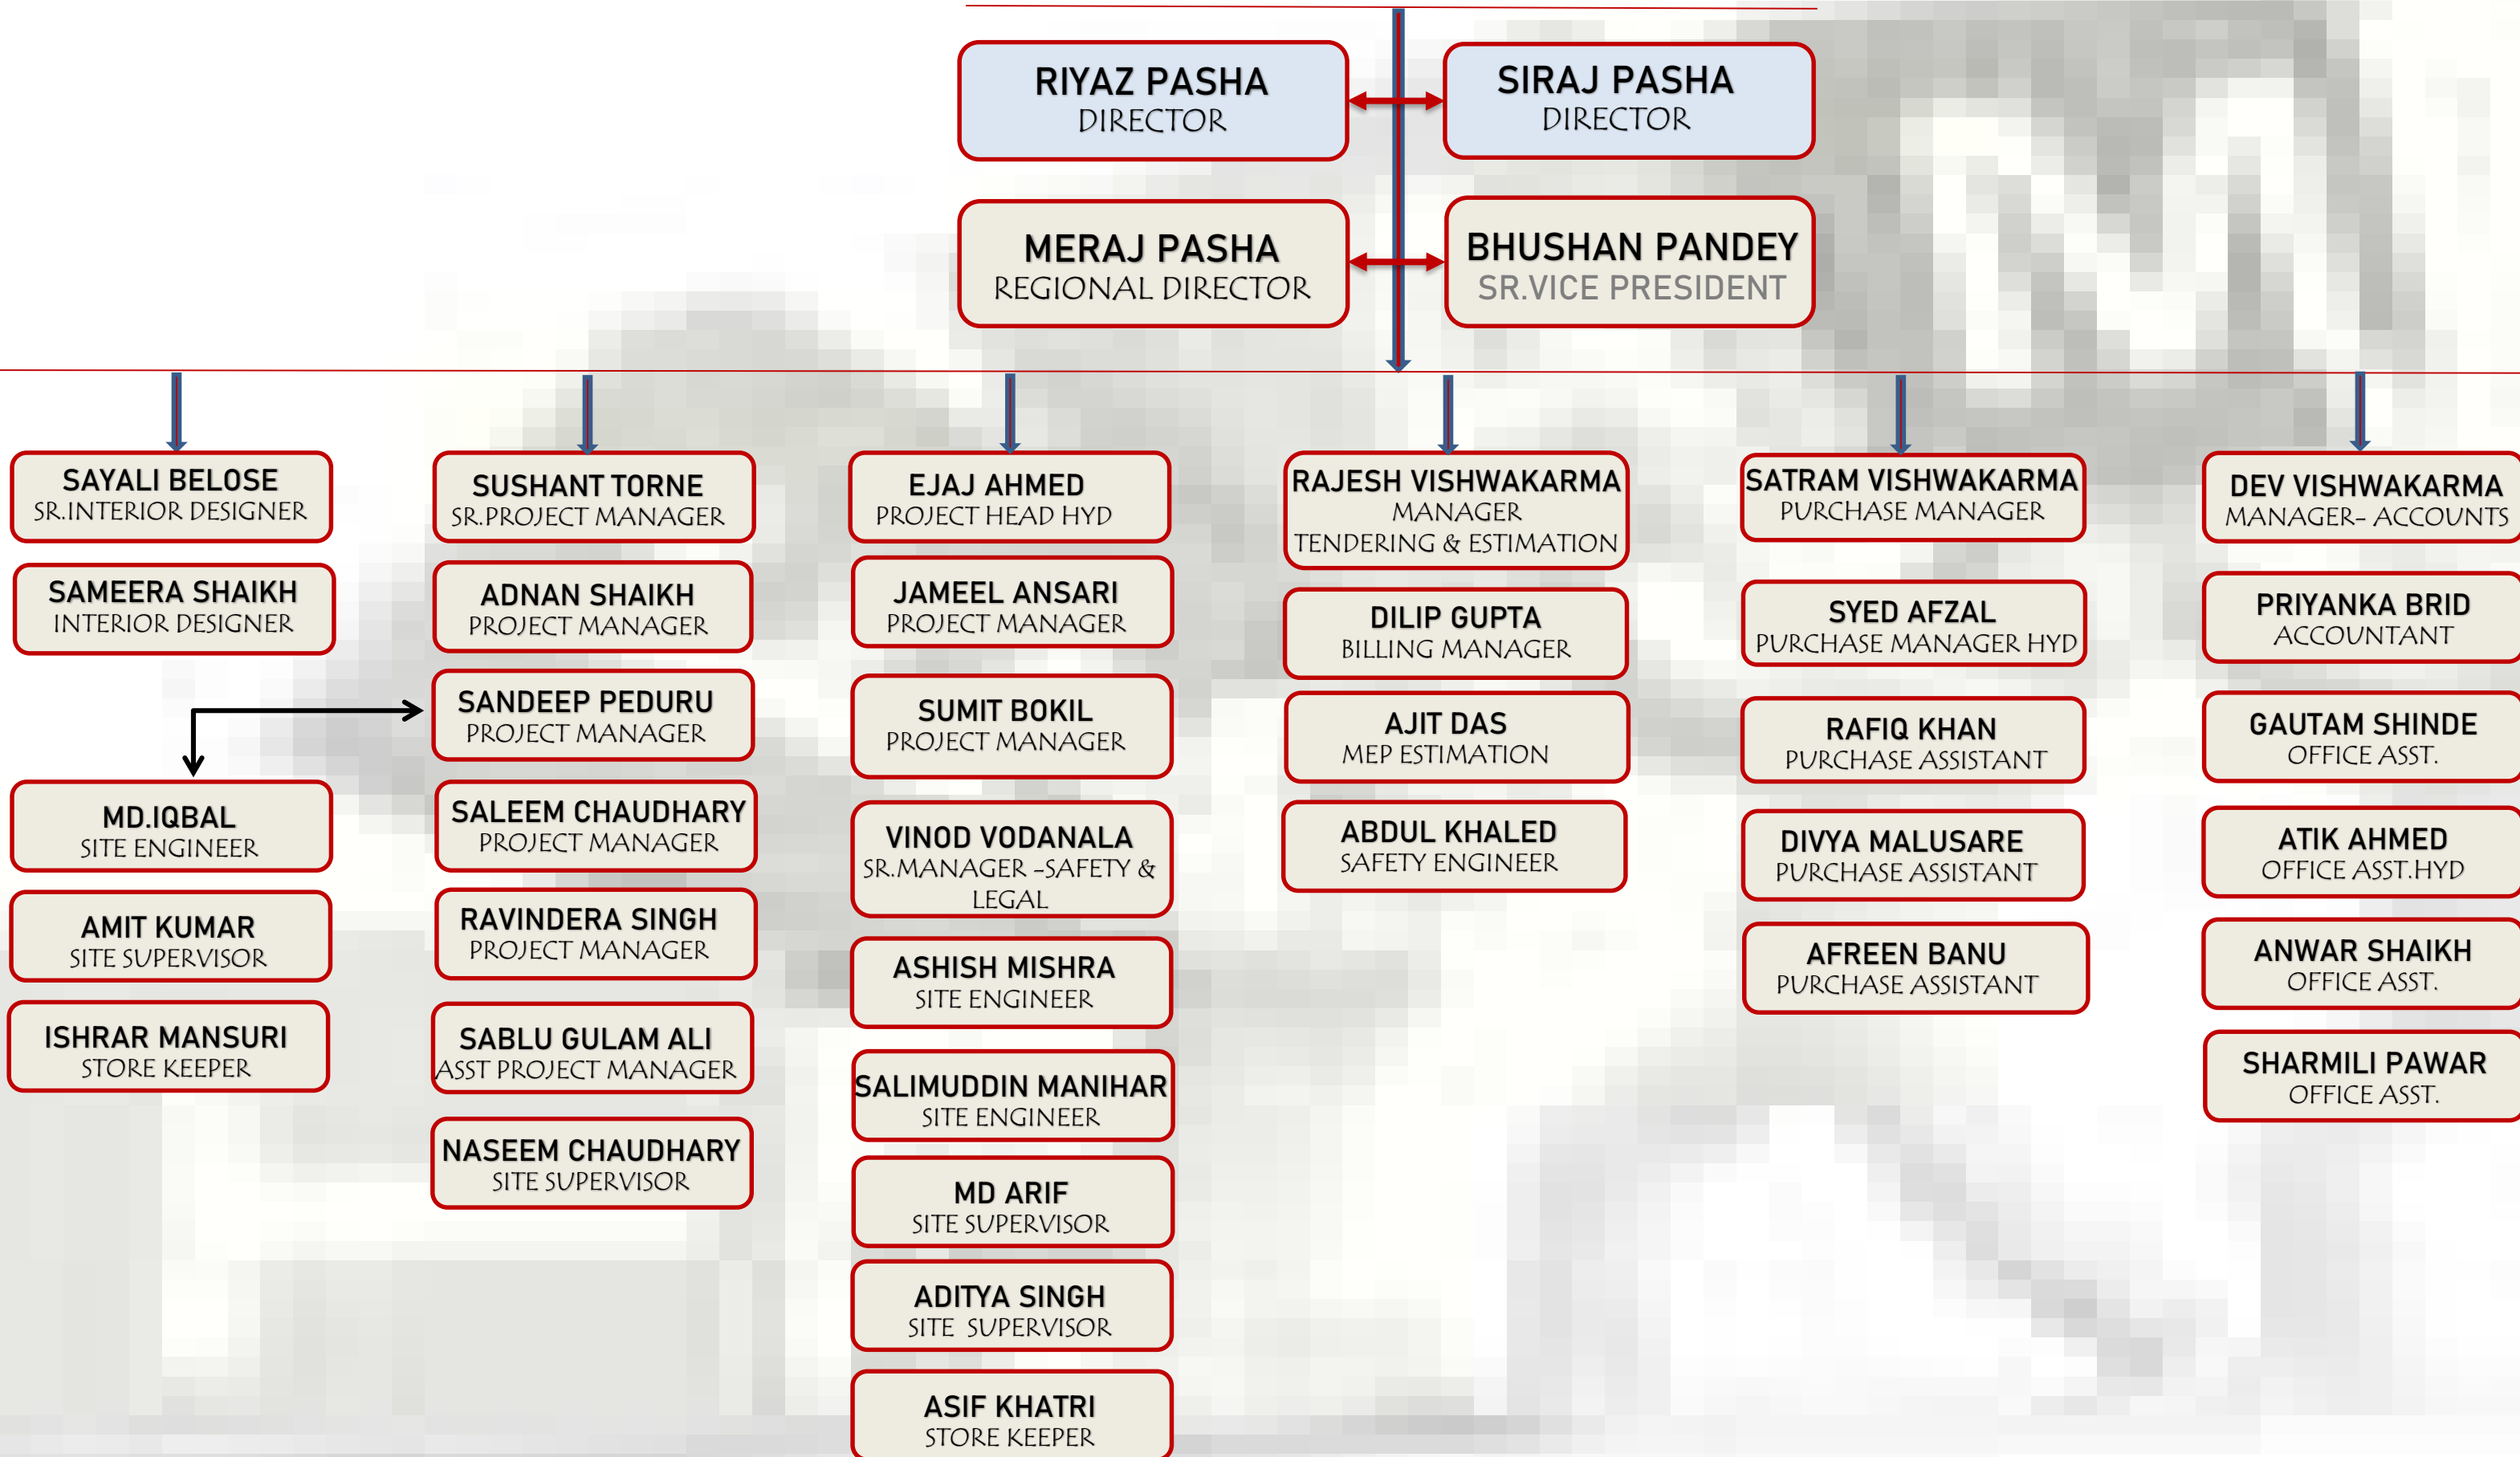 RIYAZ PASHA
DIRECTOR
SIRAJ PASHA
DIRECTOR
MERAJ PASHA
REGIONAL DIRECTOR
BHUSHAN PANDEY
SR.VICE PRESIDENT
SAYALI BELOSE
SR.INTERIOR DESIGNER
SAMEERA SHAIKH
INTERIOR DESIGNER
MD.IQBAL
SITE ENGINEER
AMIT KUMAR
SITE SUPERVISOR
ISHRAR MANSURI
STORE KEEPER
SUSHANT TORNE
SR.PROJECT MANAGER
ADNAN SHAIKH
PROJECT MANAGER
SANDEEP PEDURU
PROJECT MANAGER
SALEEM CHAUDHARY
PROJECT MANAGER
RAVINDERA SINGH
PROJECT MANAGER
SABLU GULAM ALI
ASST PROJECT MANAGER
NASEEM CHAUDHARY
SITE SUPERVISOR
EJAJ AHMED
PROJECT HEAD HYD
JAMEEL ANSARI
PROJECT MANAGER
SUMIT BOKIL
PROJECT MANAGER
VINOD VODANALA
SR.MANAGER -SAFETY &
LEGAL
ASHISH MISHRA
SITE ENGINEER
SALIMUDDIN MANIHAR
SITE ENGINEER
MD ARIF
SITE SUPERVISOR
ADITYA SINGH
SITE SUPERVISOR
ASIF KHATRI
STORE KEEPER
RAJESH VISHWAKARMA
MANAGER
TENDERING & ESTIMATION
DILIP GUPTA
BILLING MANAGER
AJIT DAS
MEP ESTIMATION
ABDUL KHALED
SAFETY ENGINEER
SATRAM VISHWAKARMA
PURCHASE MANAGER
SYED AFZAL
PURCHASE MANAGER HYD
RAFIQ KHAN
PURCHASE ASSISTANT
DIVYA MALUSARE
PURCHASE ASSISTANT
AFREEN BANU
PURCHASE ASSISTANT
DEV VISHWAKARMA
MANAGER- ACCOUNTS
PRIYANKA BRID
ACCOUNTANT
GAUTAM SHINDE
OFFICE ASST.
ATIK AHMED
OFFICE ASST.HYD
ANWAR SHAIKH
OFFICE ASST.
SHARMILI PAWAR
OFFICE ASST.